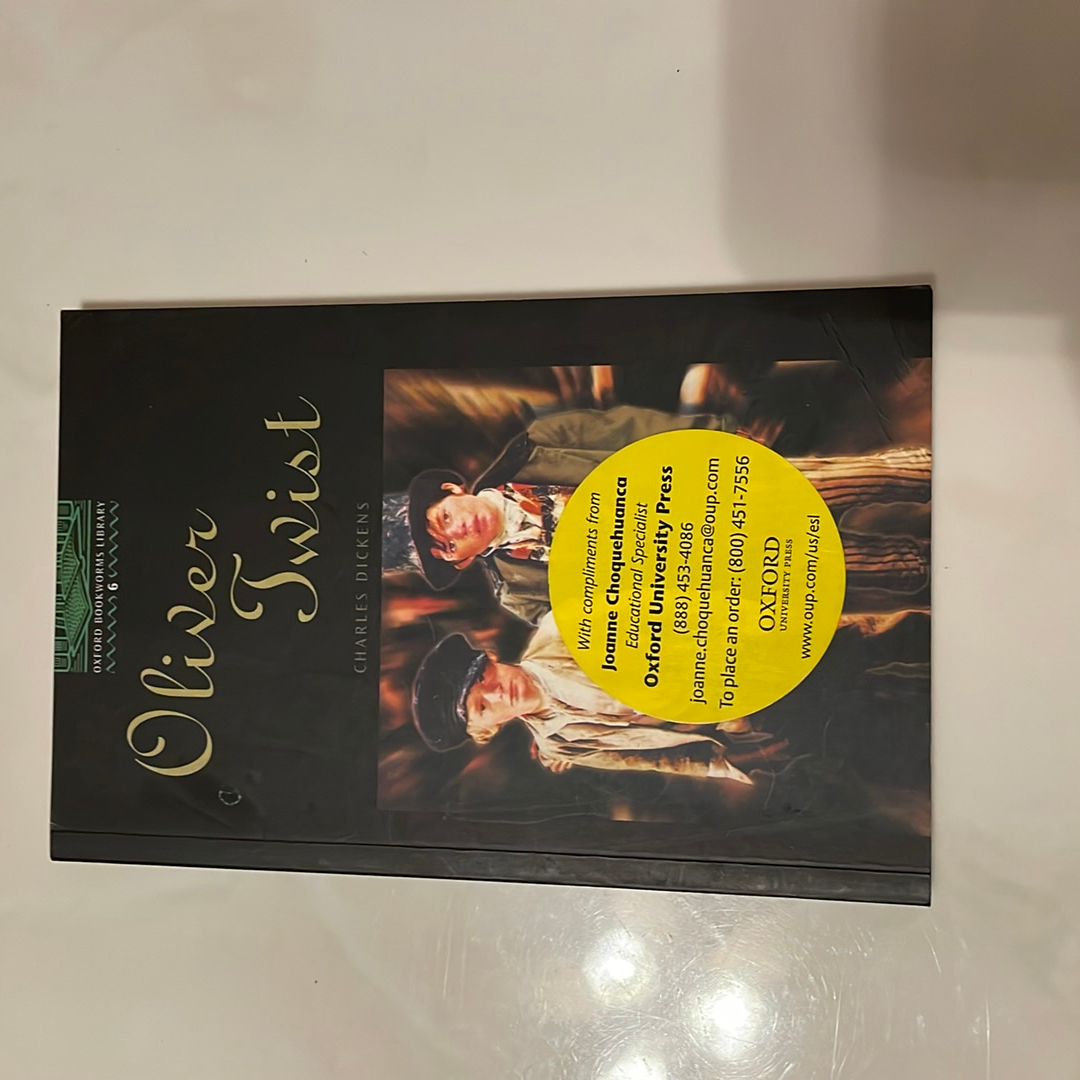 OXFORD BOOKWORMS LIBRARY
6
Oliver
Twist
CHARLES DICKENS
With compliments from
Joanne Choquehuanca
Educational Specialist
Oxford University Press
(888) 453-4086
joanne.choquehuanca@oup.com
To place an order: (800) 451-7556
OXFORD
UNIVERSITY PRESS
www.oup.com/us/esl